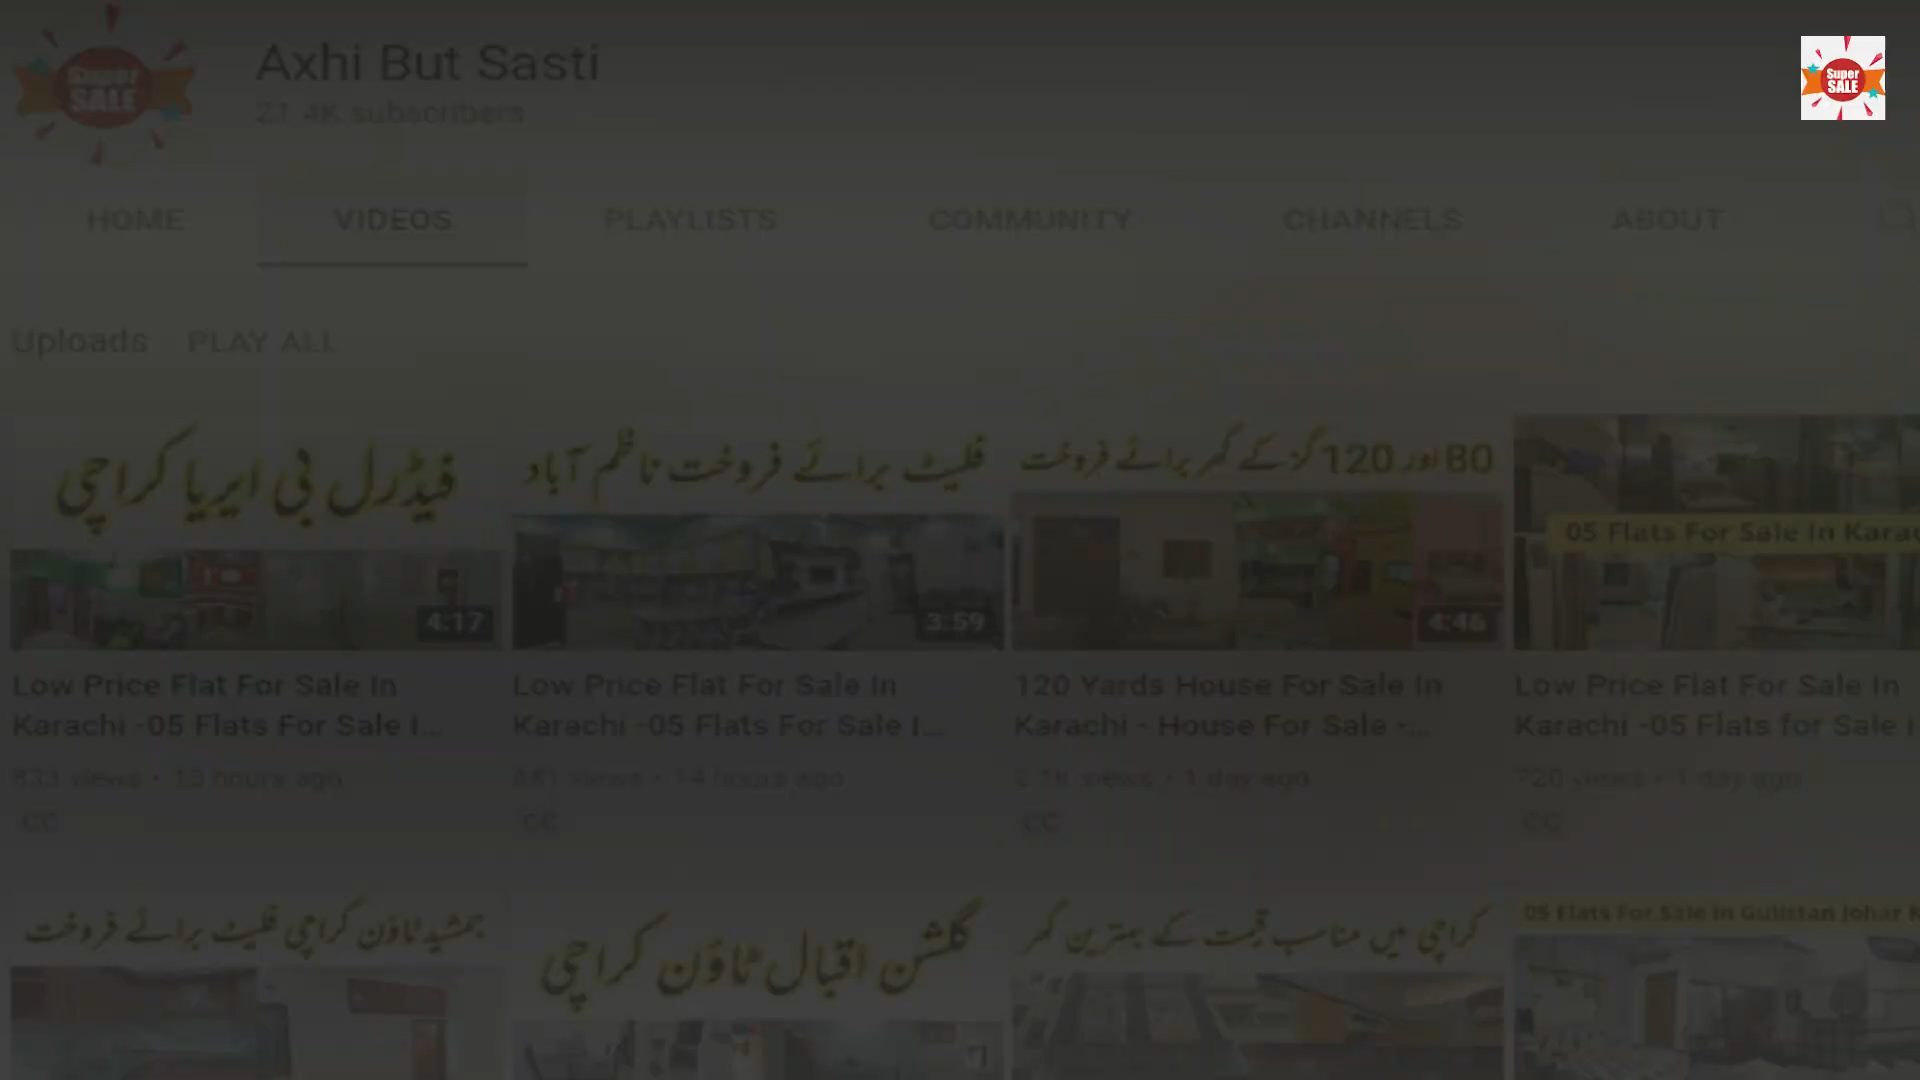 Super
SALE
Axhi But Sasti
21.4K subscribers
Super
SALE
HOME VIDEOS PLAYLISTS COMMUNITY CHANNELS ABOUT
Uploads PLAY ALL
فیڈرل بی ایریا کراچی
4:17
Low Price Flat For Sale In
Karachi -05 Flats For Sale I...
833 views • 13 hours ago
CC
فلیٹ برائے فروخت ناظم آباد
3:59
Low Price Flat For Sale In
Karachi -05 Flats For Sale I...
views • 14 hours ago
CC
80 اور 120 گز کے گھر برائے فروخت
4:46
120 Yards House For Sale In
Karachi - House For Sale -...
2.1K views • 1 day ago
CC
05 Flats For Sale In Karac
Low Price Flat For Sale In
Karachi -05 Flats for Sale I
720 views • 1 day ago
CC
جمشید ٹاؤن کراچی فلیٹ برائے فروخت
گلشن اقبال ٹاؤن کراچی
کراچی میں مناسب قیمت کے بہترین گھر
05 Flats For Sale In Gulistan Johar K